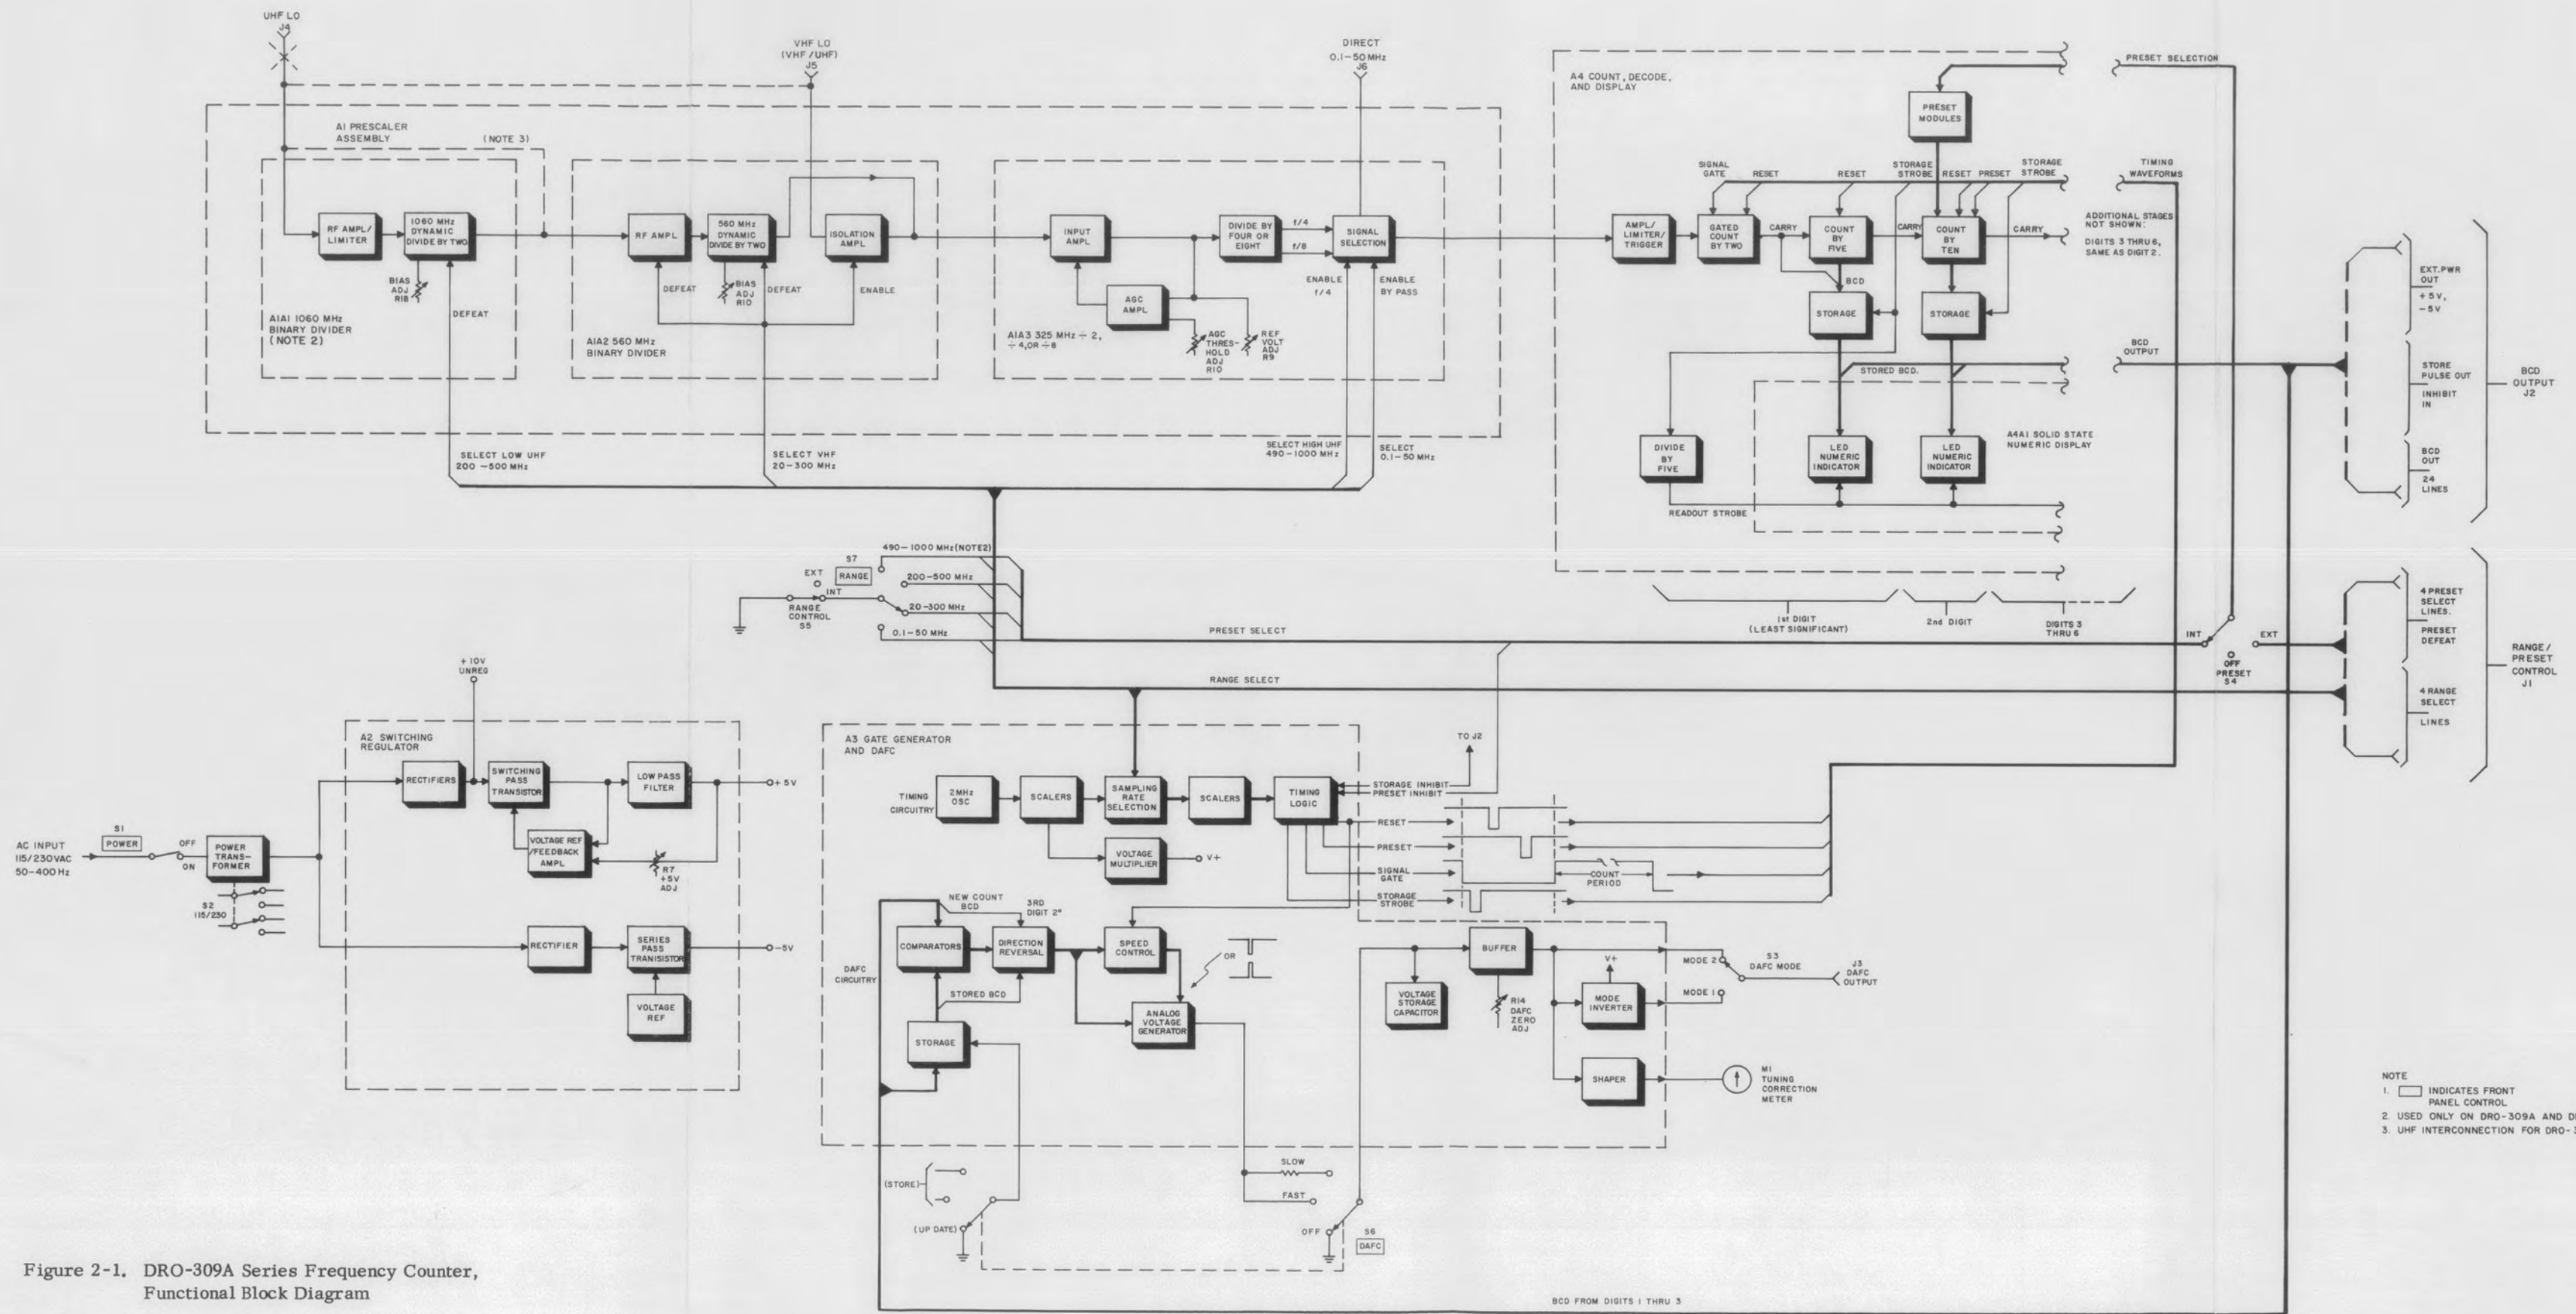 UHF LO
J4
VHF LO
(VHF/UHF)
J5
DIRECT
0.1-50 MHz
J6
A1 PRESCALER
ASSEMBLY
(NOTE 3)
RF AMPL/
LIMITER
1060 MHz
DYNAMIC
DIVIDE BY TWO
BIAS
ADJ
R18
DEFEAT
A1A1 1060 MHz
BINARY DIVIDER
(NOTE 2)
RF AMPL
560 MHz
DYNAMIC
DIVIDE BY TWO
ISOLATION
AMPL
DEFEAT
BIAS
ADJ
R10
DEFEAT
ENABLE
A1A2 560 MHz
BINARY DIVIDER
INPUT
AMPL
DIVIDE BY
FOUR OR
EIGHT
f/4
f/8
SIGNAL
SELECTION
ENABLE
f/4
ENABLE
BY PASS
AGC
AMPL
AGC
THRES-
HOLD
ADJ
R10
REF
VOLT
ADJ
R9
A1A3 325 MHz ÷ 2,
÷ 4, OR ÷ 8
SELECT LOW UHF
200 -500 MHz
SELECT VHF
20-300 MHz
SELECT HIGH UHF
490-1000 MHz
SELECT
0.1-50 MHz
A4 COUNT, DECODE,
AND DISPLAY
PRESET
MODULES
PRESET SELECTION
SIGNAL
GATE
RESET
RESET
STORAGE
STROBE
RESET
PRESET
STORAGE
STROBE
TIMING
WAVEFORMS
AMPL/
LIMITER/
TRIGGER
GATED
COUNT
BY TWO
CARRY
COUNT
BY
FIVE
CARRY
COUNT
BY
TEN
CARRY
ADDITIONAL STAGES
NOT SHOWN:
DIGITS 3 THRU 6,
SAME AS DIGIT 2.
BCD
STORAGE
STORAGE
BCD
OUTPUT
STORED BCD.
DIVIDE
BY
FIVE
LED
NUMERIC
INDICATOR
LED
NUMERIC
INDICATOR
A4A1 SOLID STATE
NUMERIC DISPLAY
READOUT STROBE
1st DIGIT
(LEAST SIGNIFICANT)
2nd DIGIT
DIGITS 3
THRU 6
EXT. PWR
OUT
+ 5V,
- 5V
STORE
PULSE OUT
INHIBIT
IN
BCD
OUT
24
LINES
BCD
OUTPUT
J2
4 PRESET
SELECT
LINES.
PRESET
DEFEAT
4 RANGE
SELECT
LINES
RANGE/
PRESET
CONTROL
J1
INT
EXT
OFF
PRESET
S4
490-1000 MHz (NOTE2)
S7
RANGE
EXT
INT
200-500 MHz
20-300 MHz
0.1-50 MHz
RANGE
CONTROL
S5
PRESET SELECT
RANGE SELECT
+ 10V
UNREG
A2 SWITCHING
REGULATOR
RECTIFIERS
SWITCHING
PASS
TRANSISTOR
LOW PASS
FILTER
+ 5V
VOLTAGE REF
/FEEDBACK
AMPL
R7
+5V
ADJ
AC INPUT
115/230VAC
50-400 Hz
S1
POWER
OFF
ON
POWER
TRANS-
FORMER
S2
115/230
RECTIFIER
SERIES
PASS
TRANISISTOR
-5V
VOLTAGE
REF
A3 GATE GENERATOR
AND DAFC
TIMING
CIRCUITRY
2MHz
OSC
SCALERS
SAMPLING
RATE
SELECTION
SCALERS
TIMING
LOGIC
VOLTAGE
MULTIPLIER
V+
TO J2
STORAGE INHIBIT
PRESET INHIBIT
RESET
PRESET
SIGNAL
GATE
COUNT
PERIOD
STORAGE
STROBE
NEW COUNT
BCD
3RD
DIGIT 2°
COMPARATORS
DIRECTION
REVERSAL
SPEED
CONTROL
OR
DAFC
CIRCUITRY
STORED BCD
STORAGE
ANALOG
VOLTAGE
GENERATOR
VOLTAGE
STORAGE
CAPACITOR
BUFFER
R14
DAFC
ZERO
ADJ
V+
MODE
INVERTER
SHAPER
MODE 2
MODE 1
S3
DAFC MODE
J3
DAFC
OUTPUT
M1
TUNING
CORRECTION
METER
(STORE)
(UP DATE)
SLOW
FAST
OFF
S6
DAFC
BCD FROM DIGITS 1 THRU 3
NOTE
1. INDICATES FRONT
PANEL CONTROL
2. USED ONLY ON DRO-309A AND
3. UHF INTERCONNECTION FOR
Figure 2-1. DRO-309A Series Frequency Counter,
Functional Block Diagram